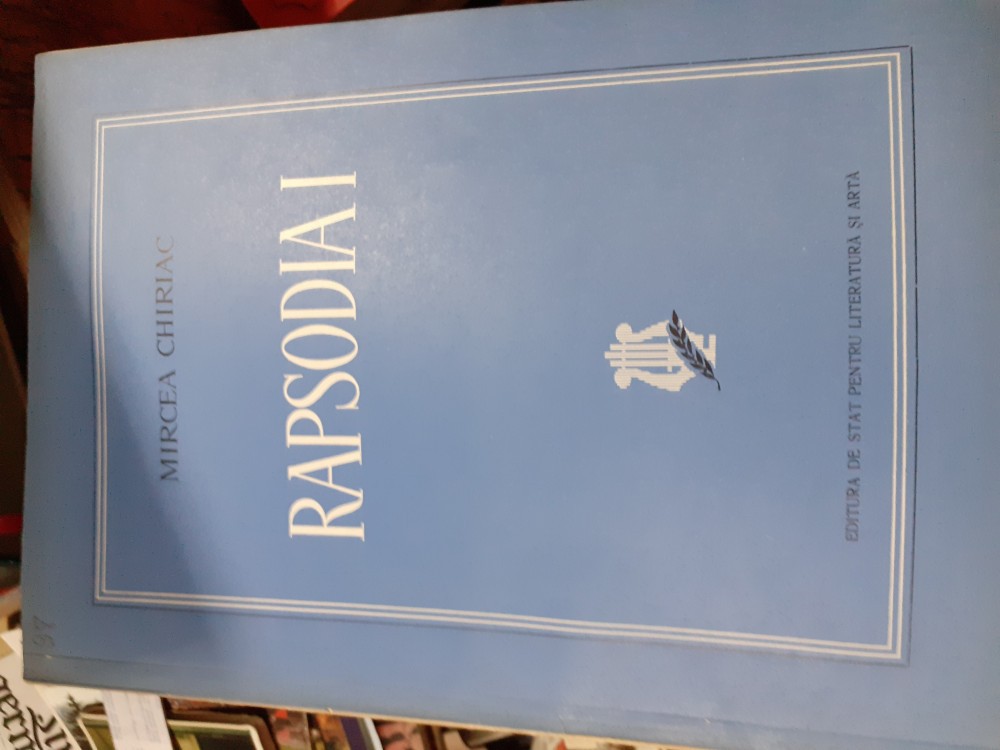 MIRCEA CHIRIAC
RAPSODIA I
EDITURA DE STAT PENTRU LITERATURĂ ȘI ARTĂ